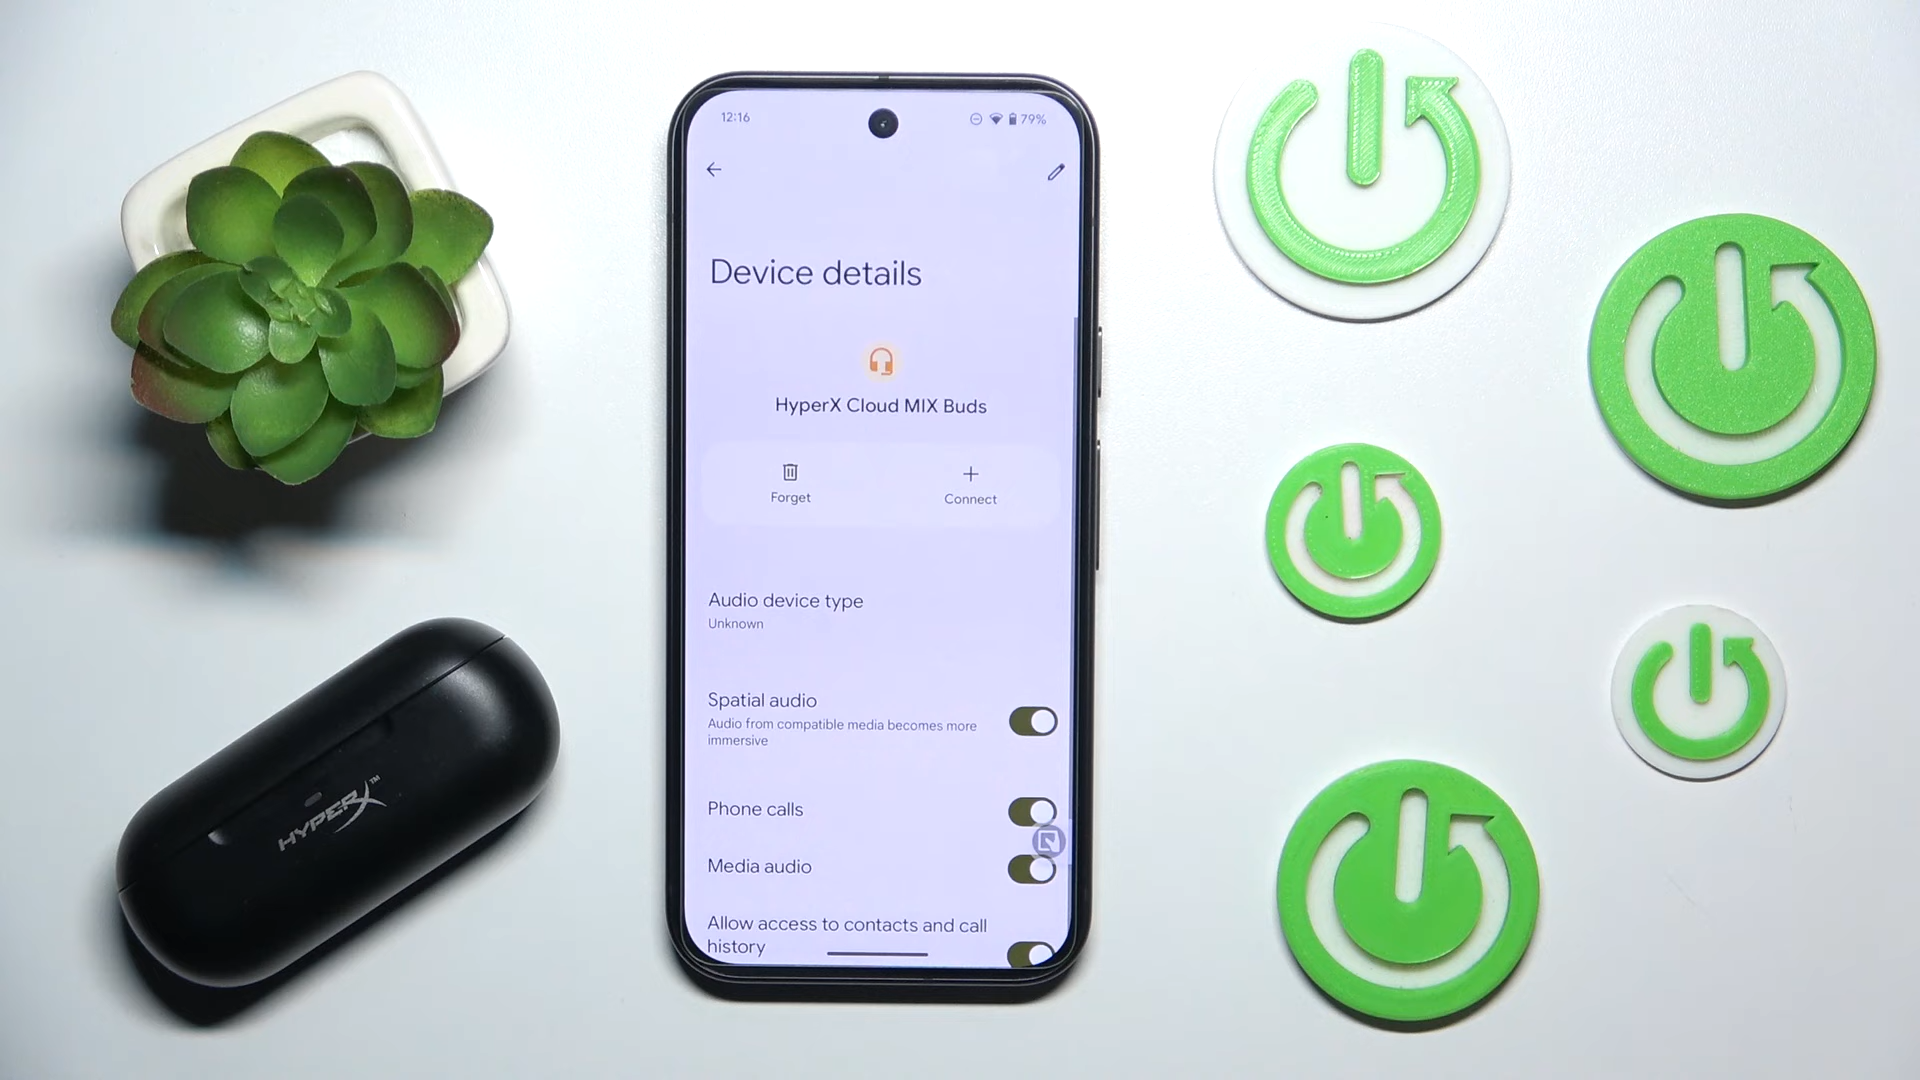 12:16
79%
Device details
HyperX Cloud MIX Buds
Forget
Connect
Audio device type
Unknown
Spatial audio
Audio from compatible media becomes more
immersive
Phone calls
Media audio
Allow access to contacts and call
history
HYPERX™